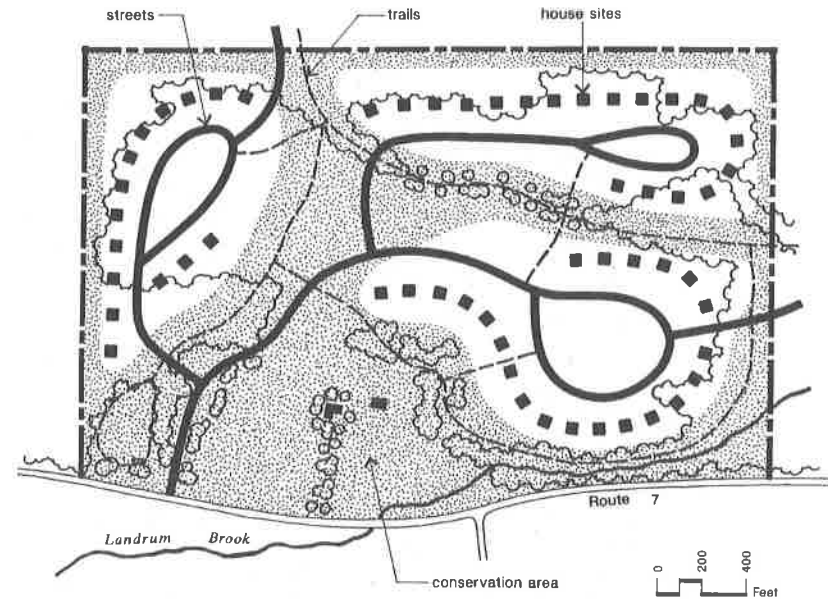 streets
trails
house sites
Route 7
Landrum Brook
conservation area
0 200 400
Feet